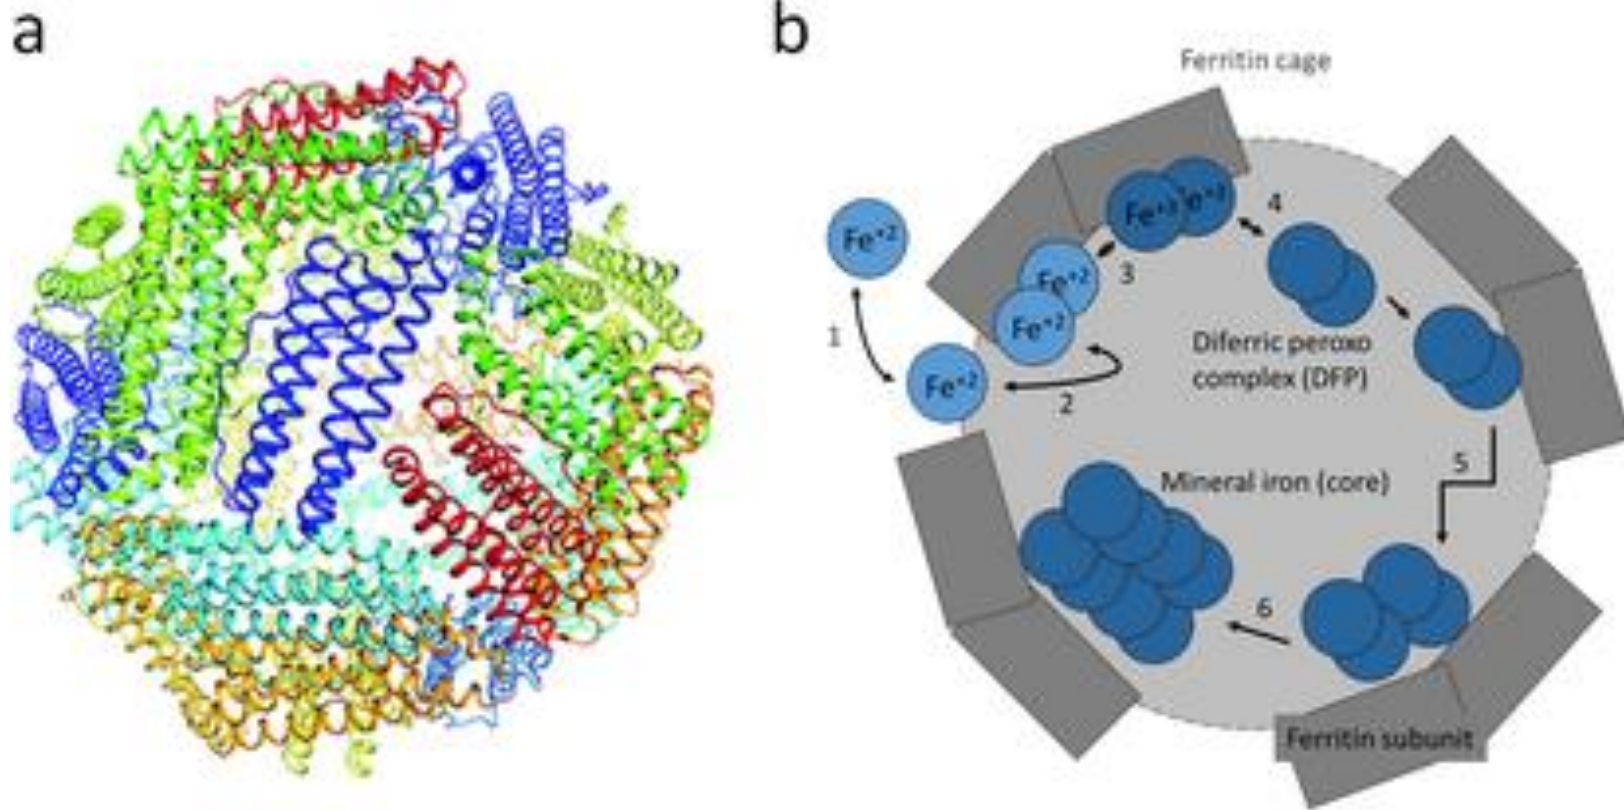 a
b
Ferritin cage
Fe+2
Fe+3
4
3
Fe+2
1
Fe+2
Diferric peroxo
complex (DFP)
Fe+2
2
5
Mineral iron (core)
6
Ferritin subunit